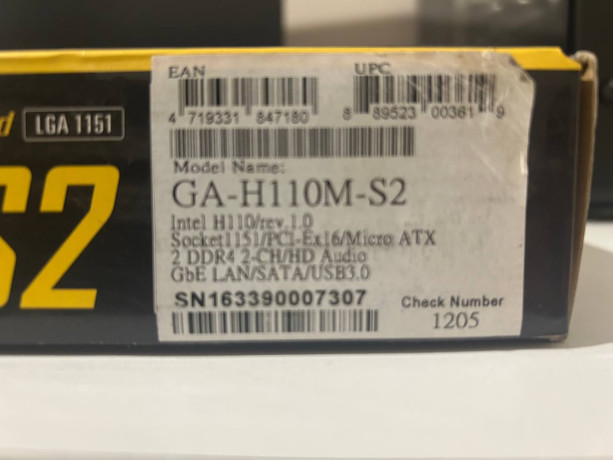 EAN
UPC
4 719331 847180
8 89523 00361 9
LGA 1151
S2
Model Name:
GA-H110M-S2
Intel H110/rev 1.0
Socket1151/PCI-Ex16/Micro ATX
2 DDR4 2-CH/HD Audio
GbE LAN/SATA/USB3.0
SN163390007307
Check Number
1205